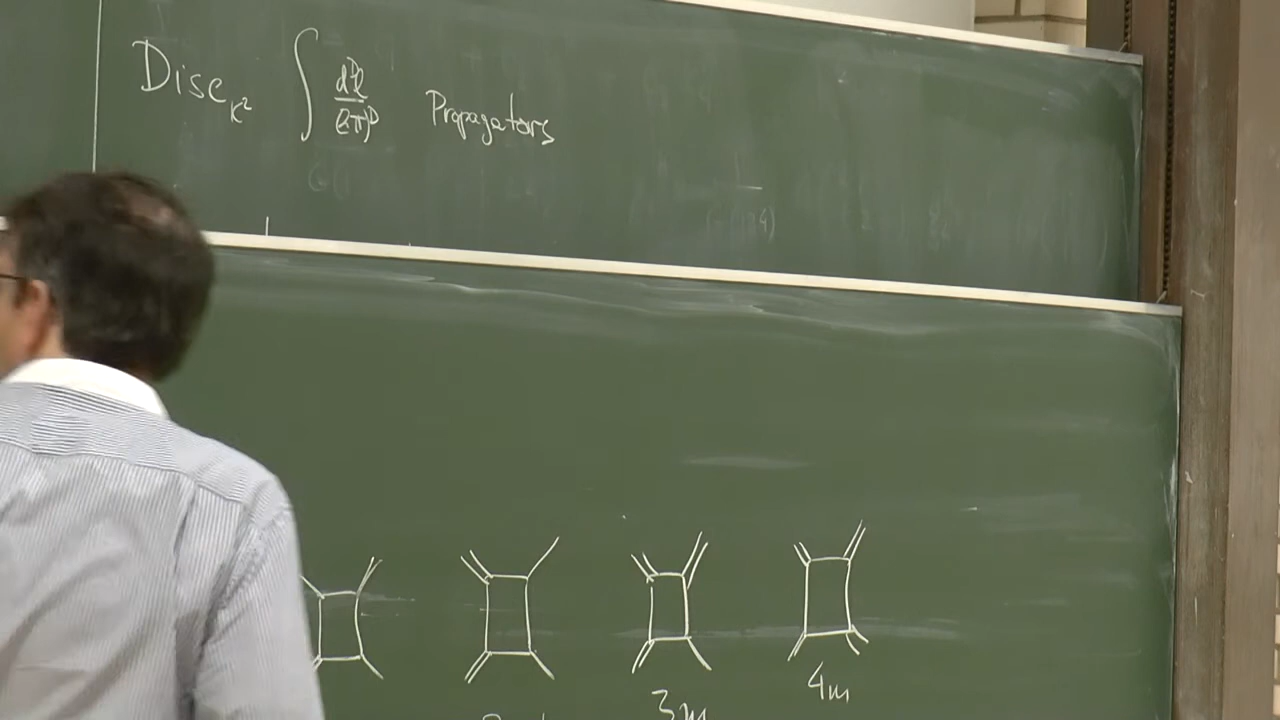 Disc_{K²} ∫ d^Dℓ/(2π)^D Propagators
3m
4m